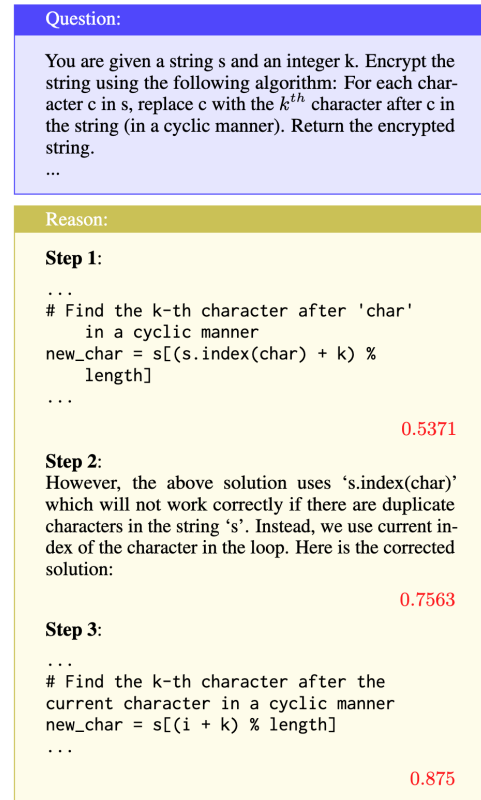 Question:
You are given a string s and an integer k. Encrypt the
string using the following algorithm: For each char-
acter c in s, replace c with the k^{th} character after c in
the string (in a cyclic manner). Return the encrypted
string.
...
Reason:
Step 1:
...
# Find the k-th character after 'char'
in a cyclic manner
new_char = s[(s.index(char) + k) %
length]
...
0.5371
Step 2:
However, the above solution uses ‘s.index(char)’
which will not work correctly if there are duplicate
characters in the string ‘s’. Instead, we use current in-
dex of the character in the loop. Here is the corrected
solution:
0.7563
Step 3:
...
# Find the k-th character after the
current character in a cyclic manner
new_char = s[(i + k) % length]
...
0.875